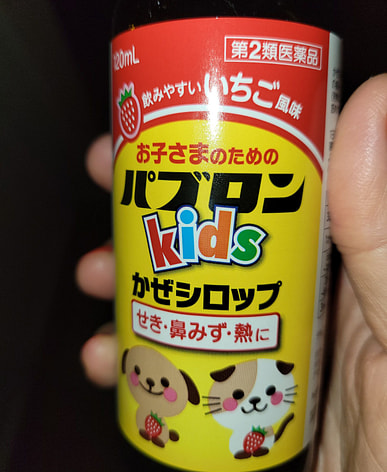 120mL
第2類医薬品
飲みやすいいちご風味
お子さまのための
パブロン
kids
かぜシロップ
せき・鼻みず・熱に